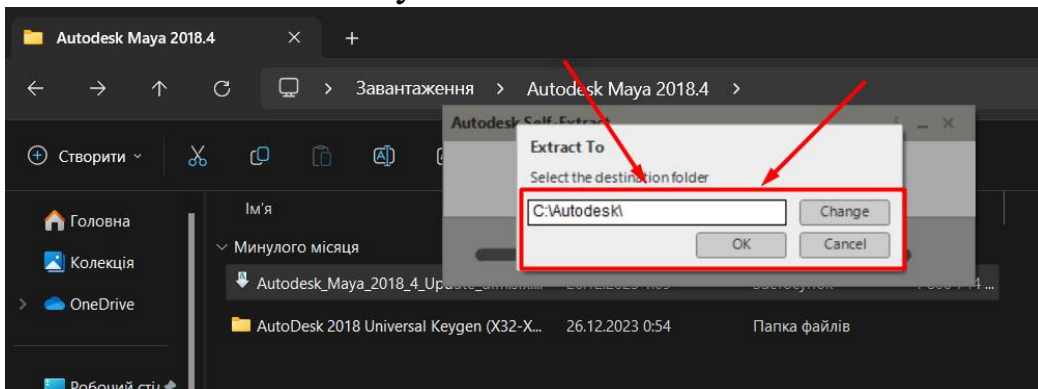 Autodesk Maya 2018.4
Завантаження > Autodesk Maya 2018.4 >
Autodesk Self-Extract
Створити
Extract To
Select the destination folder
C:\Autodesk\
Change
OK
Cancel
Головна
Колекція
OneDrive
Робочий стіл
Ім'я
Минулого місяця
Autodesk_Maya_2018_4_Update
AutoDesk 2018 Universal Keygen (X32-X... 26.12.2023 0:54 Папка файлів